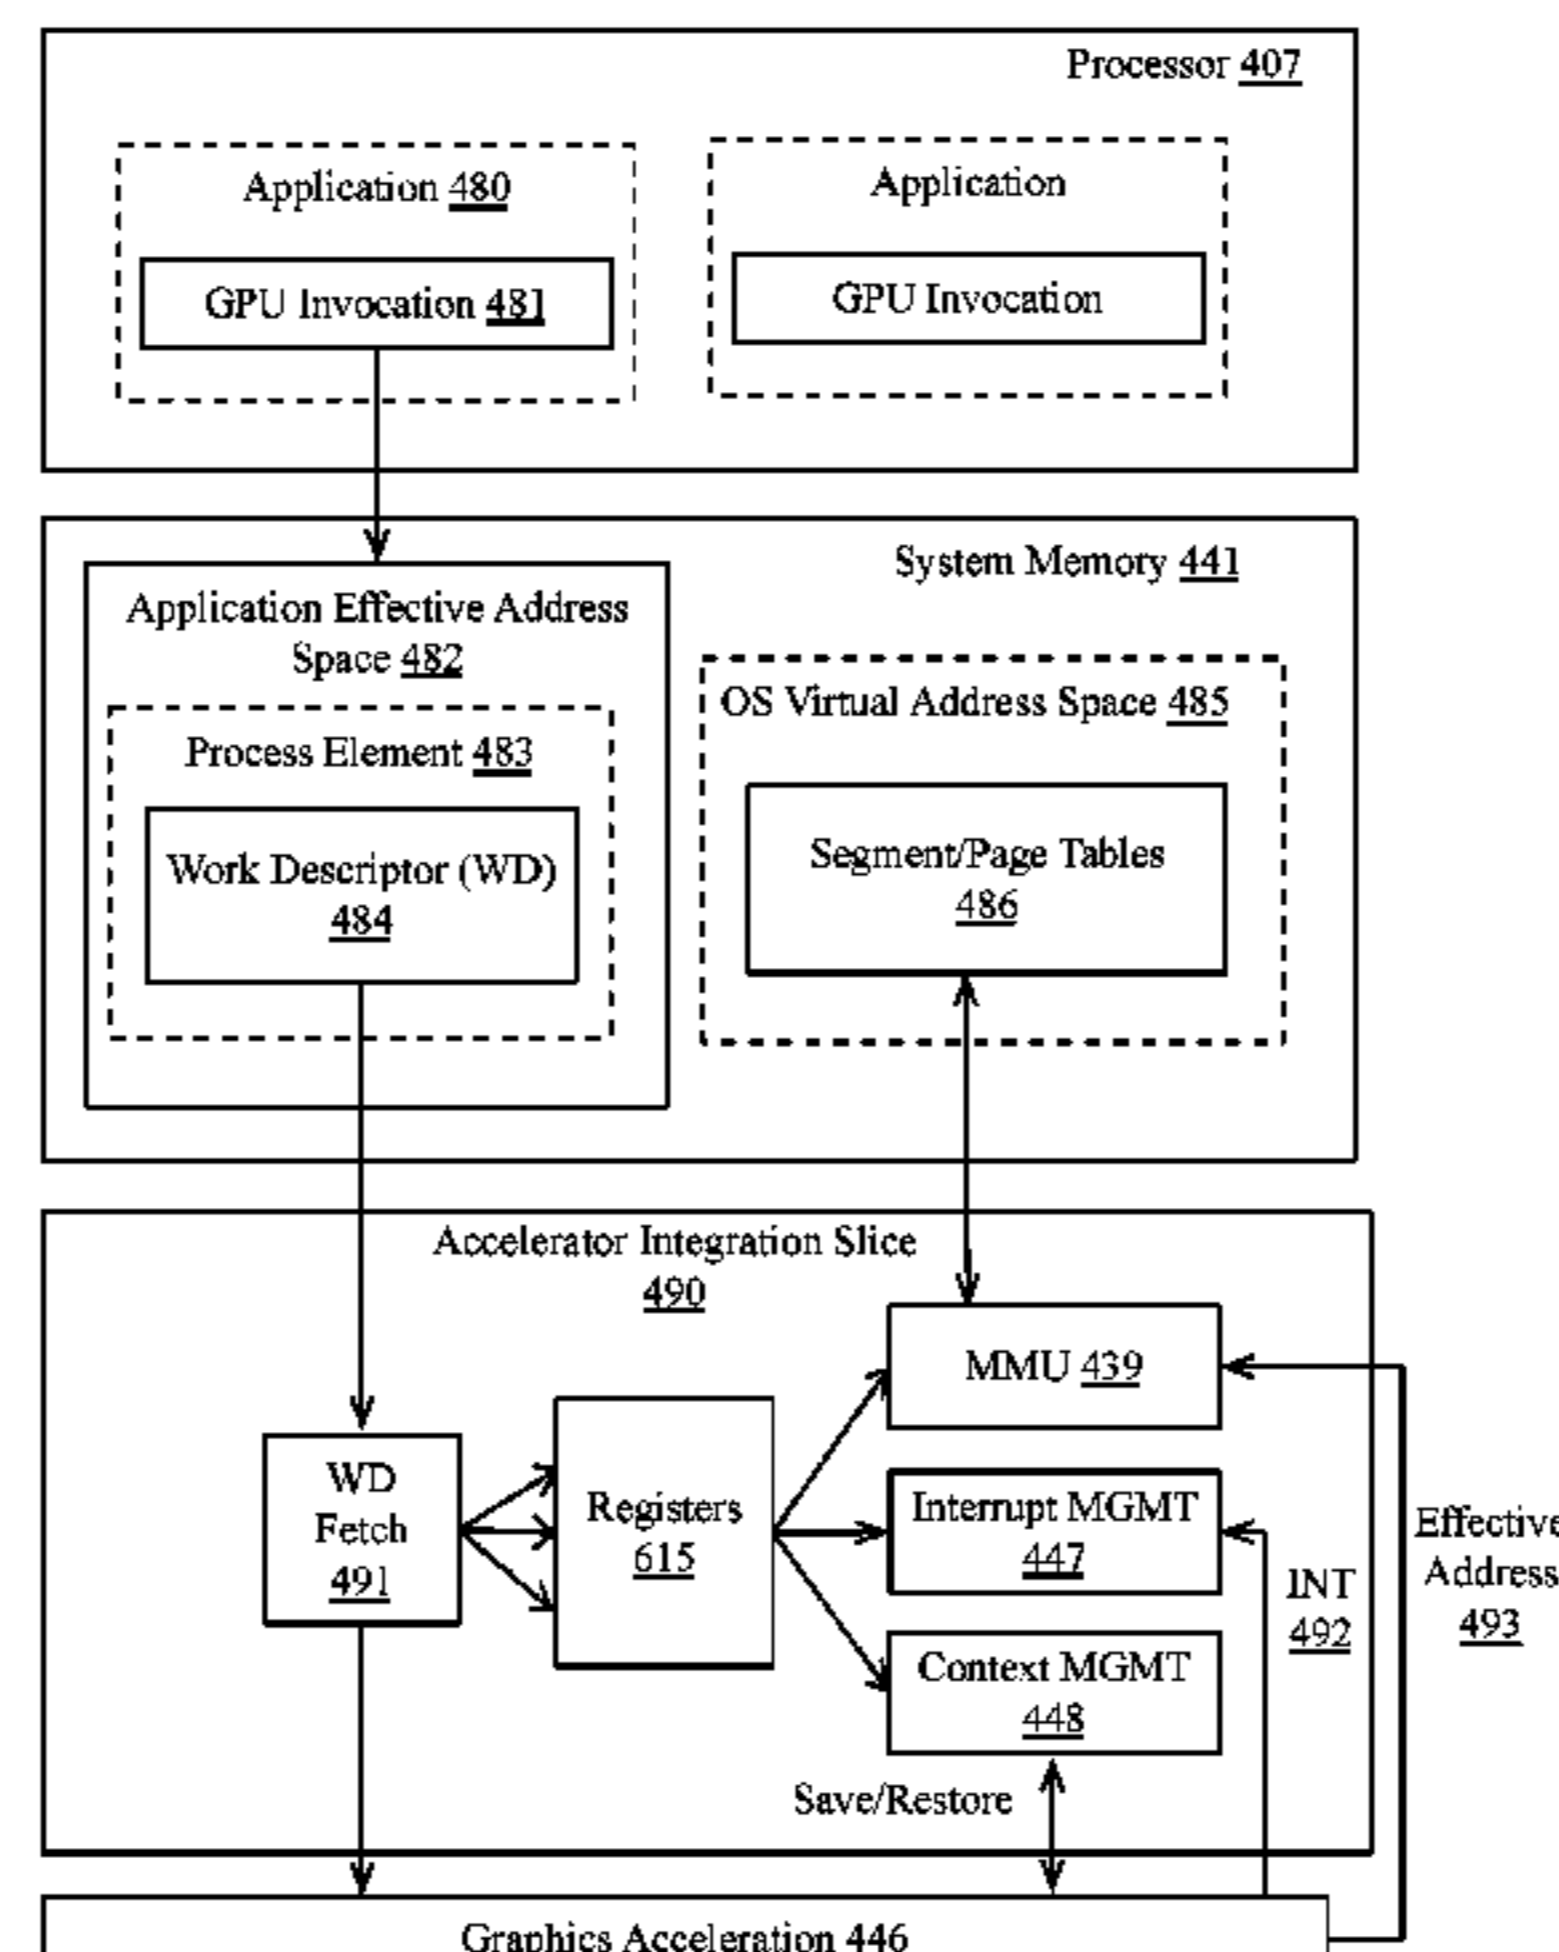 Processor 407
Application 480
Application
GPU Invocation 481
GPU Invocation
System Memory 441
Application Effective Address
Space 482
OS Virtual Address Space 485
Process Element 483
Segment/Page Tables
486
Work Descriptor (WD)
484
Accelerator Integration Slice
490
MMU 439
WD
Fetch
491
Registers
615
Interrupt MGMT
447
Effective
Address
493
INT
492
Context MGMT
448
Save/Restore
Graphics Acceleration 446